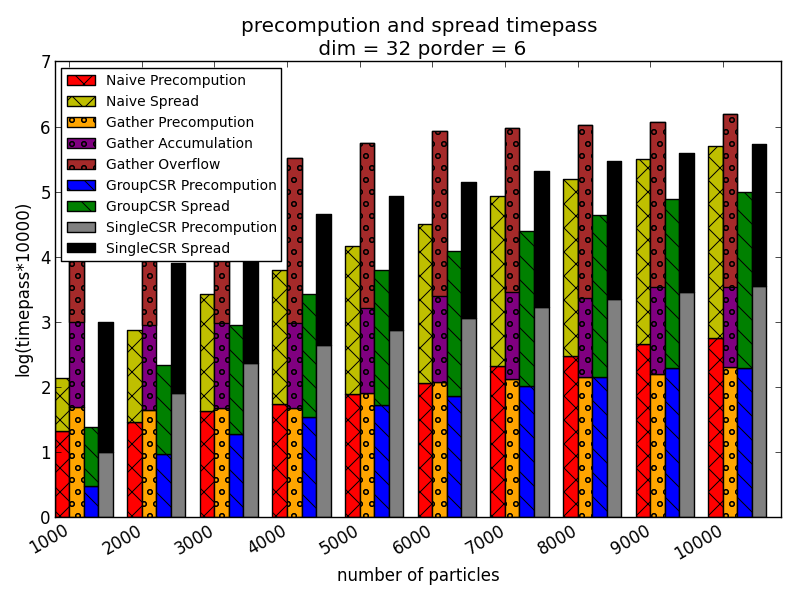 precompution and spread timepass
dim = 32 porder = 6
log(timepass*10000)
7
6
5
4
3
2
1
0
Naive Precompution
Naive Spread
Gather Precompution
Gather Accumulation
Gather Overflow
GroupCSR Precompution
GroupCSR Spread
SingleCSR Precompution
SingleCSR Spread
1000
2000
3000
4000
5000
6000
7000
8000
9000
10000
number of particles